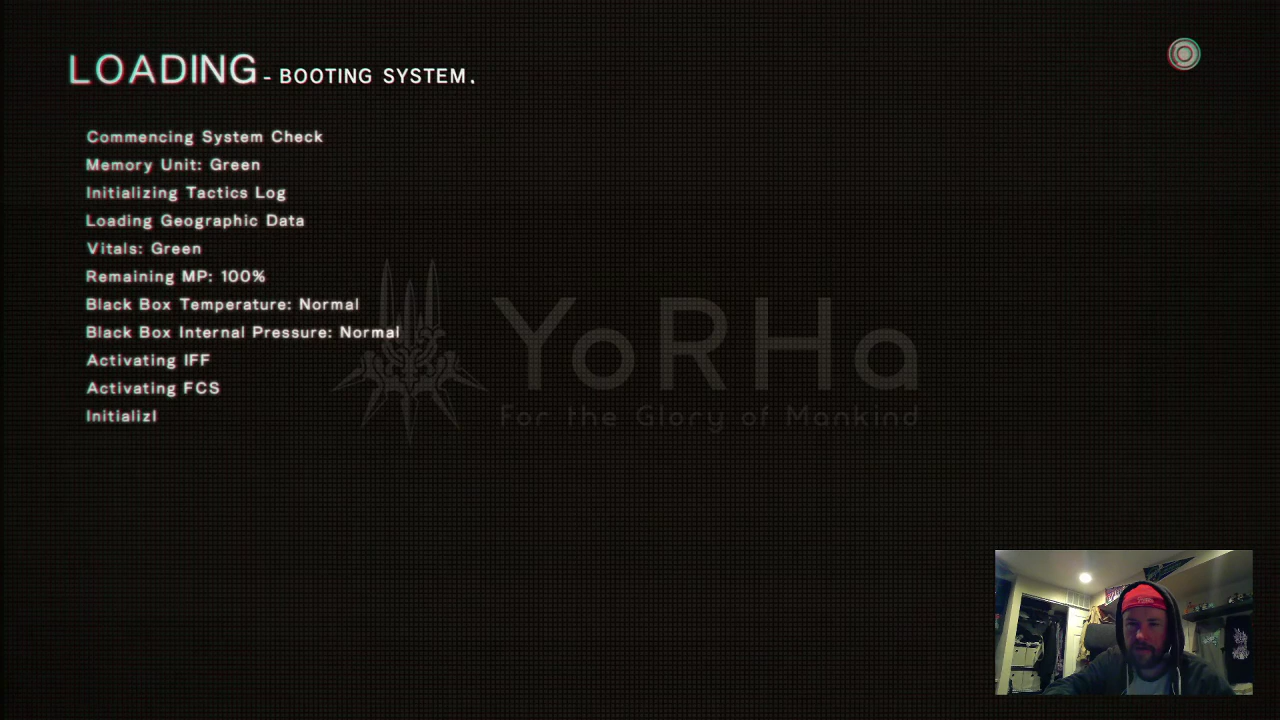 LOADING - BOOTING SYSTEM.
Commencing System Check
Memory Unit: Green
Initializing Tactics Log
Loading Geographic Data
Vitals: Green
Remaining MP: 100%
Black Box Temperature: Normal
Black Box Internal Pressure: Normal
Activating IFF
Activating FCS
InitializI
YoRHa
For the Glory of Mankind